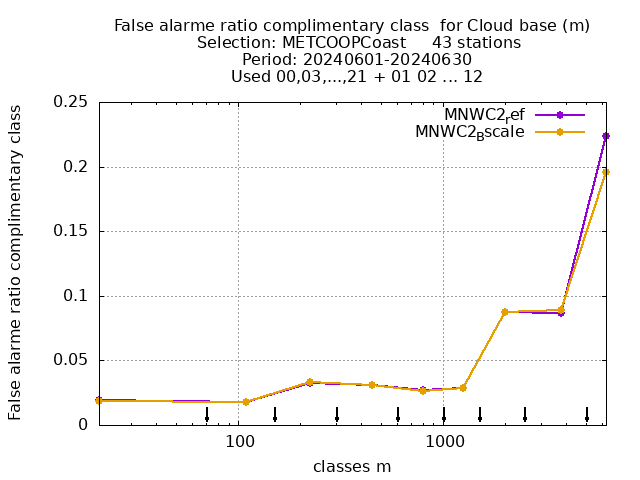 False alarme ratio complimentary class  for Cloud base (m)
Selection: METCOOPCoast     43 stations
Period: 20240601-20240630
Used 00,03,...,21 + 01 02 ... 12
False alarme ratio complimentary class
0.25
0.2
0.15
0.1
0.05
0
MNWC2ref
MNWC2Bscale
100
1000
classes m